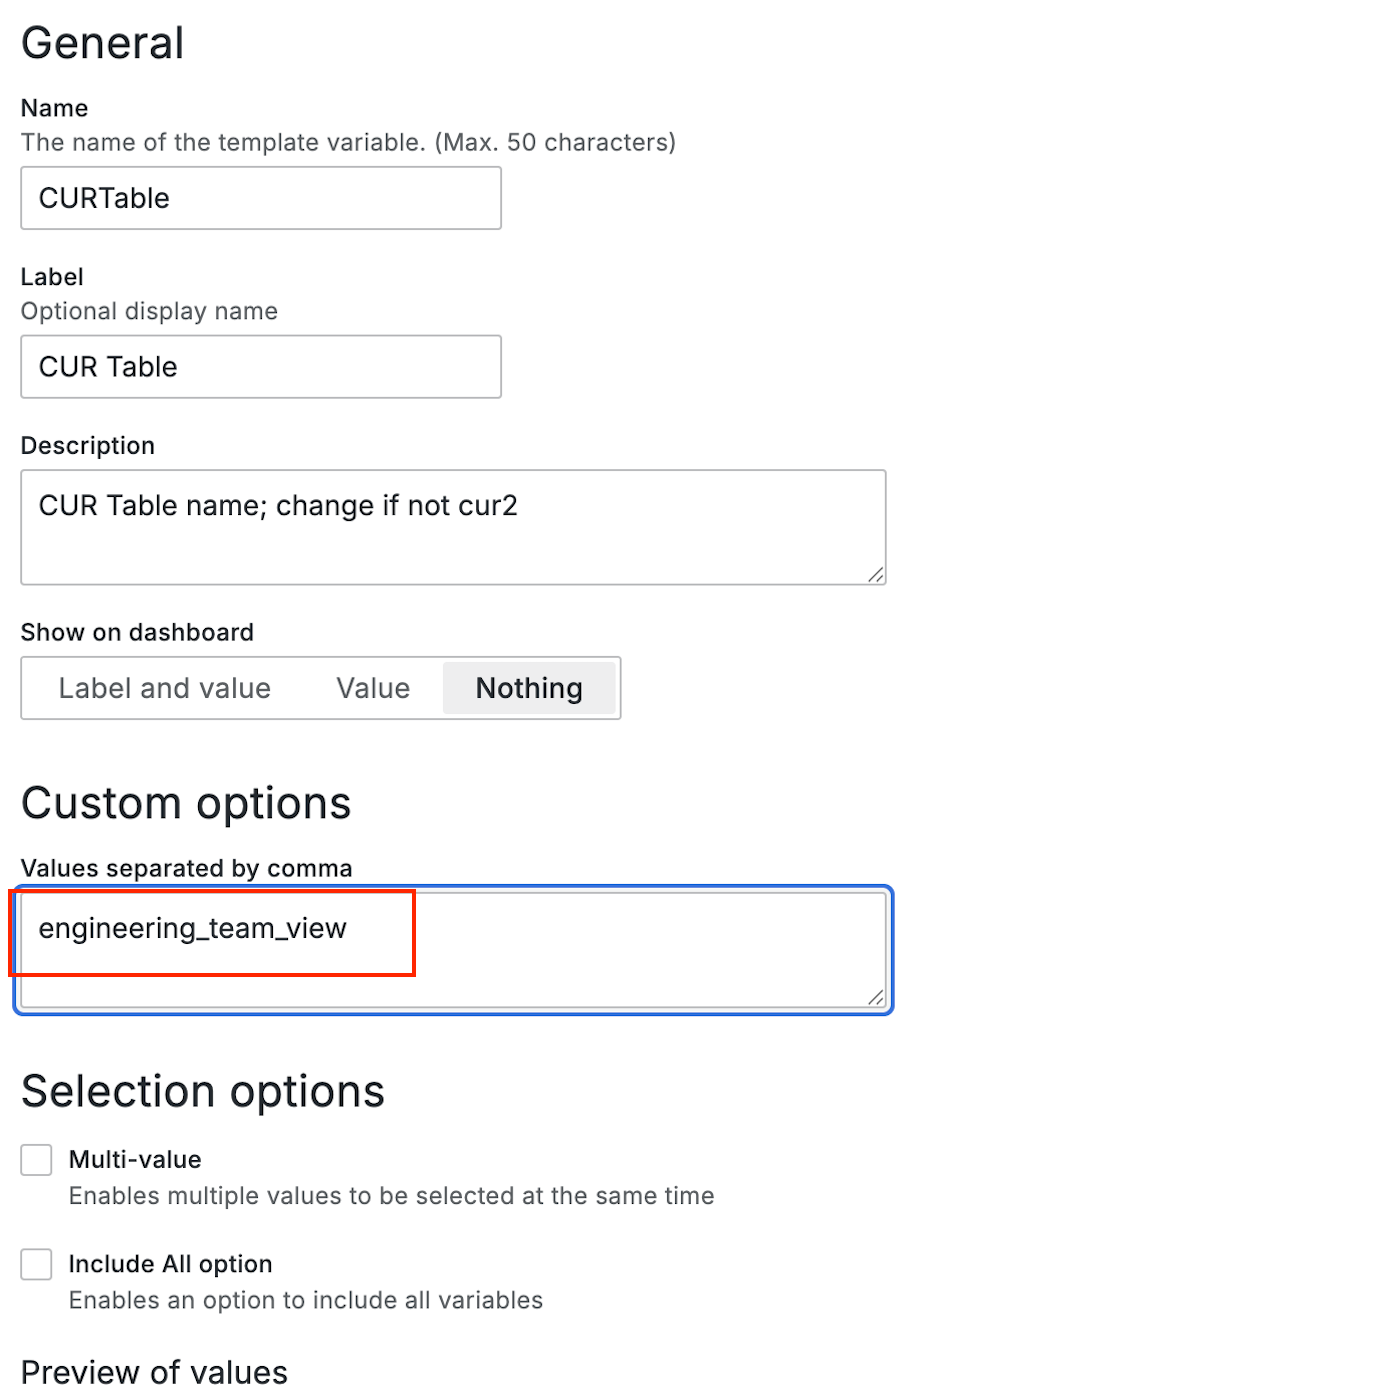 General
Name
The name of the template variable. (Max. 50 characters)
CURTable
Label
Optional display name
CUR Table
Description
CUR Table name; change if not cur2
Show on dashboard
Label and value Value Nothing
Custom options
Values separated by comma
engineering_team_view
Selection options
Multi-value
Enables multiple values to be selected at the same time
Include All option
Enables an option to include all variables
Preview of values